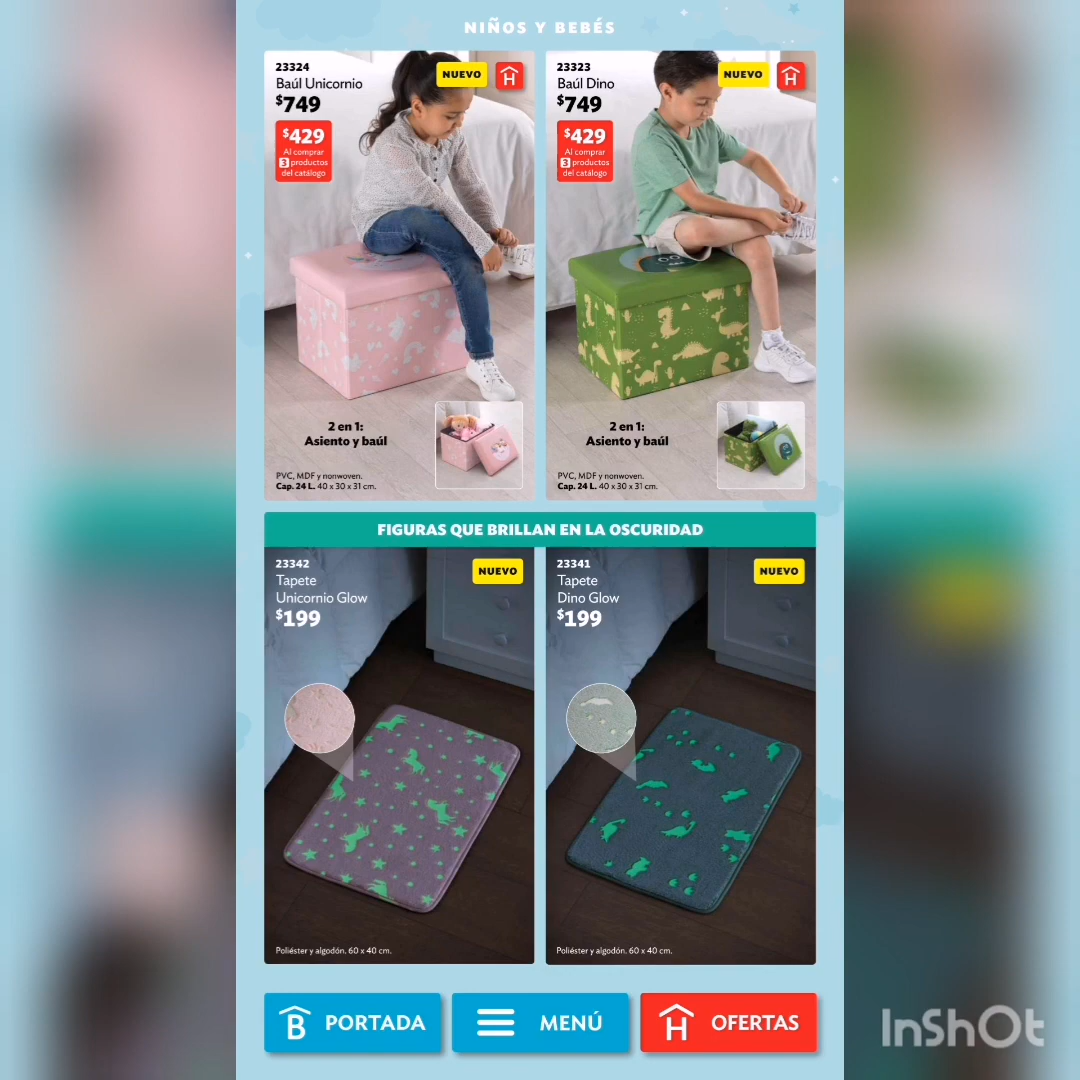 NIÑOS Y BEBÉS
23324
Baúl Unicornio
$749
NUEVO
H
$429
Al comprar
3 productos
del catálogo
2 en 1:
Asiento y baúl
PVC, MDF y nonwoven.
Cap. 24 L. 40 x 30 x 31 cm.
23323
Baúl Dino
$749
NUEVO
H
$429
Al comprar
3 productos
del catálogo
2 en 1:
Asiento y baúl
PVC, MDF y nonwoven.
Cap. 24 L. 40 x 30 x 31 cm.
FIGURAS QUE BRILLAN EN LA OSCURIDAD
23342
Tapete
Unicornio Glow
$199
NUEVO
Poliéster y algodón. 60 x 40 cm.
23341
Tapete
Dino Glow
$199
NUEVO
Poliéster y algodón. 60 x 40 cm.
B PORTADA
MENÚ
H OFERTAS
InShOt